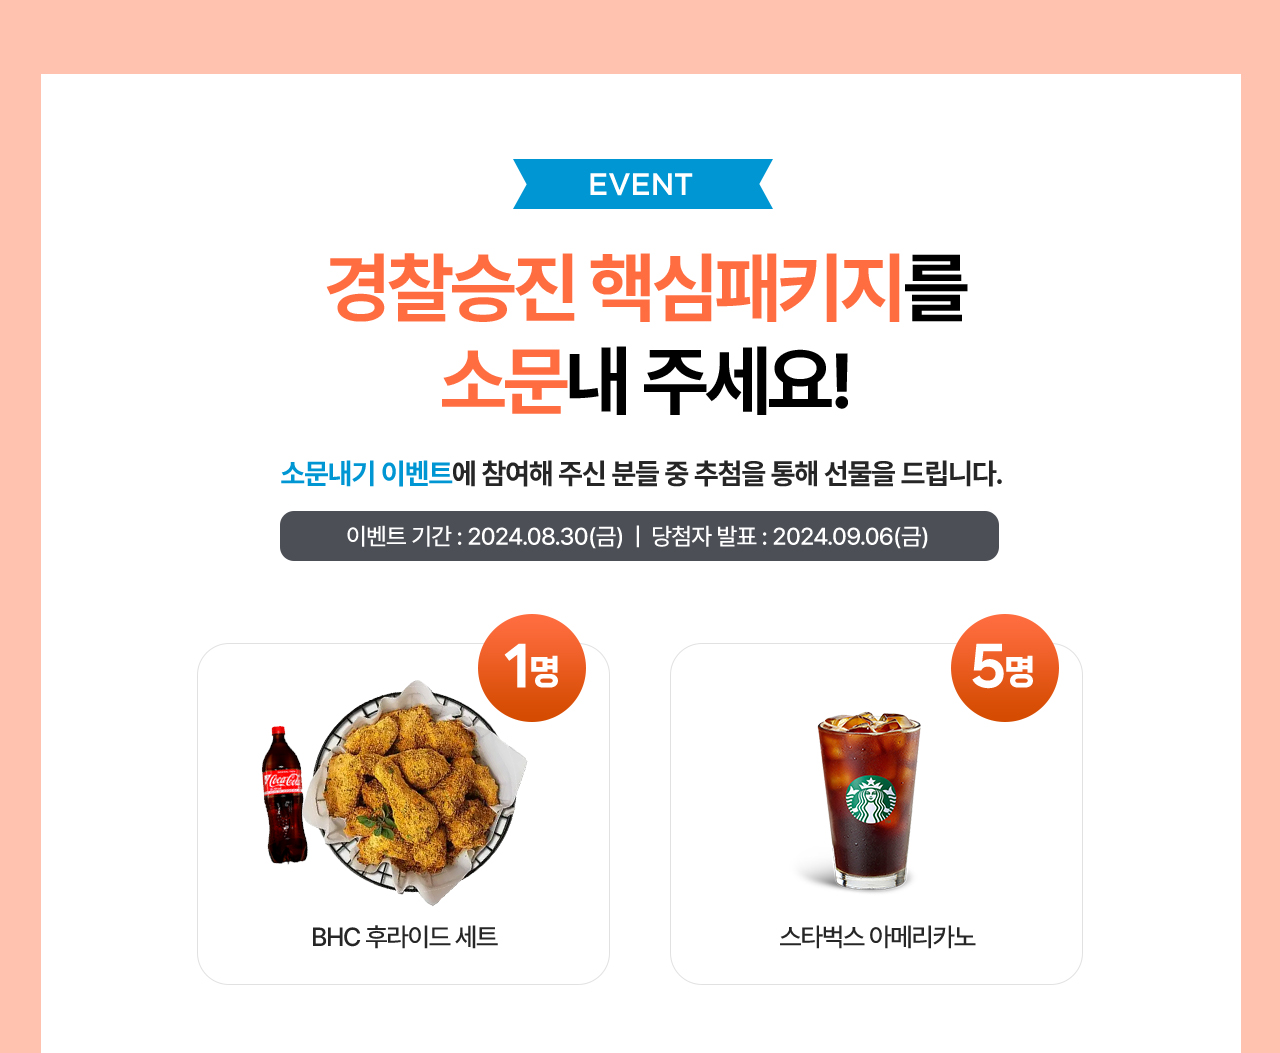 EVENT
경찰승진 핵심패키지를
소문내 주세요!
소문내기 이벤트에 참여해 주신 분들 중 추첨을 통해 선물을 드립니다.
이벤트 기간 : 2024.08.30(금) | 당첨자 발표 : 2024.09.06(금)
1명
5명
Coca-Cola
BHC 후라이드 세트
스타벅스 아메리카노